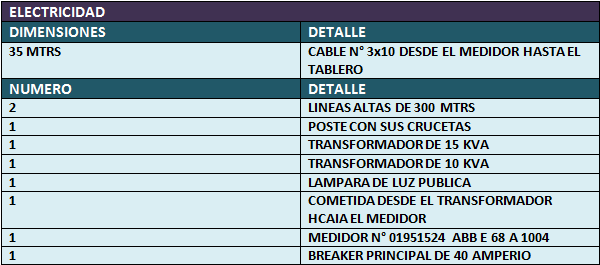 ELECTRICIDAD
DIMENSIONES DETALLE
35 MTRS CABLE N° 3x10 DESDE EL MEDIDOR HASTA EL
TABLERO
NUMERO DETALLE
2 LINEAS ALTAS DE 300 MTRS
1 POSTE CON SUS CRUCETAS
1 TRANSFORMADOR DE 15 KVA
1 TRANSFORMADOR DE 10 KVA
1 LAMPARA DE LUZ PUBLICA
1 COMETIDA DESDE EL TRANSFORMADOR
HCAIA EL MEDIDOR
1 MEDIDOR N° 01951524 ABB E 68 A 1004
1 BREAKER PRINCIPAL DE 40 AMPERIO